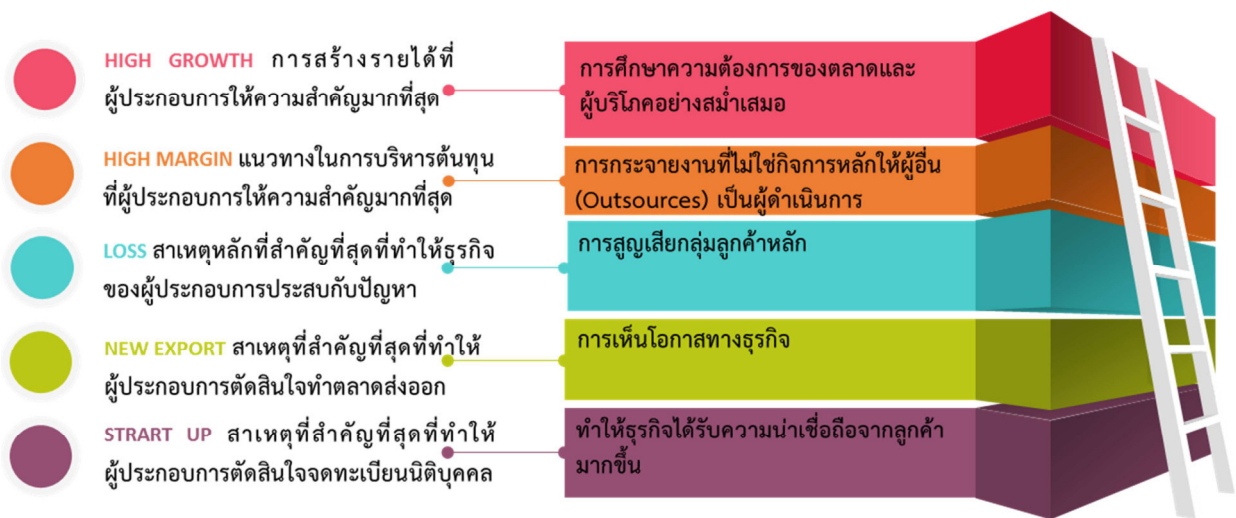 HIGH GROWTH การสร้างรายได้ที่
ผู้ประกอบการให้ความสำคัญมากที่สุด
การศึกษาความต้องการของตลาดและ
ผู้บริโภคอย่างสม่ำเสมอ
HIGH MARGIN แนวทางในการบริหารต้นทุน
ที่ผู้ประกอบการให้ความสำคัญมากที่สุด
การกระจายงานที่ไม่ใช่กิจการหลักให้ผู้อื่น
(Outsources) เป็นผู้ดำเนินการ
LOSS สาเหตุหลักที่สำคัญที่สุดที่ทำให้ธุรกิจ
ของผู้ประกอบการประสบกับปัญหา
การสูญเสียกลุ่มลูกค้าหลัก
NEW EXPORT สาเหตุที่สำคัญที่สุดที่ทำให้
ผู้ประกอบการตัดสินใจทำตลาดส่งออก
การเห็นโอกาสทางธุรกิจ
STRART UP สาเหตุที่สำคัญที่สุดที่ทำให้
ผู้ประกอบการตัดสินใจจดทะเบียนนิติบุคคล
ทำให้ธุรกิจได้รับความน่าเชื่อถือจากลูกค้า
มากขึ้น